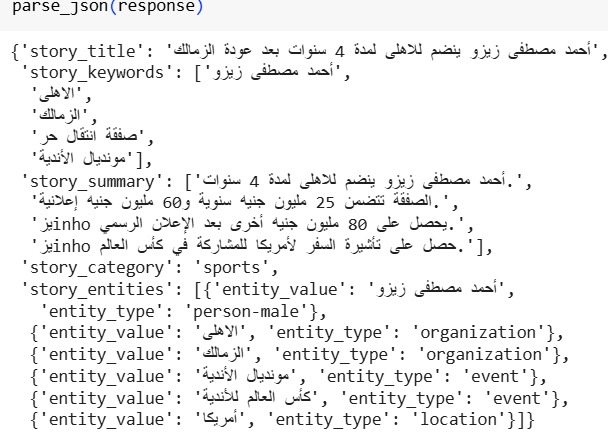 parse_json(response)
{'story_title': 'أحمد مصطفى زيزو ينضم للاهلى لمدة 4 سنوات بعد عودة الزمالك',
'story_keywords': ['أحمد مصطفى زيزو',
'الاهلى',
'الزمالك',
'صفقة انتقال حر',
'مونديال الأندية'],
'story_summary': ['أحمد مصطفى زيزو ينضم للاهلى لمدة 4 سنوات.',
'الصفقة تتضمن 25 مليون جنيه سنوية و60 مليون جنيه إعلانية.',
'يزinho يحصل على 80 مليون جنيه أخرى بعد الإعلان الرسمي.',
'يزinho حصل على تأشيرة السفر لأمريكا للمشاركة في كأس العالم.'],
'story_category': 'sports',
'story_entities': [{'entity_value': 'أحمد مصطفى زيزو',
'entity_type': 'person-male'},
{'entity_value': 'الاهلى', 'entity_type': 'organization'},
{'entity_value': 'الزمالك', 'entity_type': 'organization'},
{'entity_value': 'مونديال الأندية', 'entity_type': 'event'},
{'entity_value': 'كأس العالم للأندية', 'entity_type': 'event'},
{'entity_value': 'أمريكا', 'entity_type': 'location'}]}